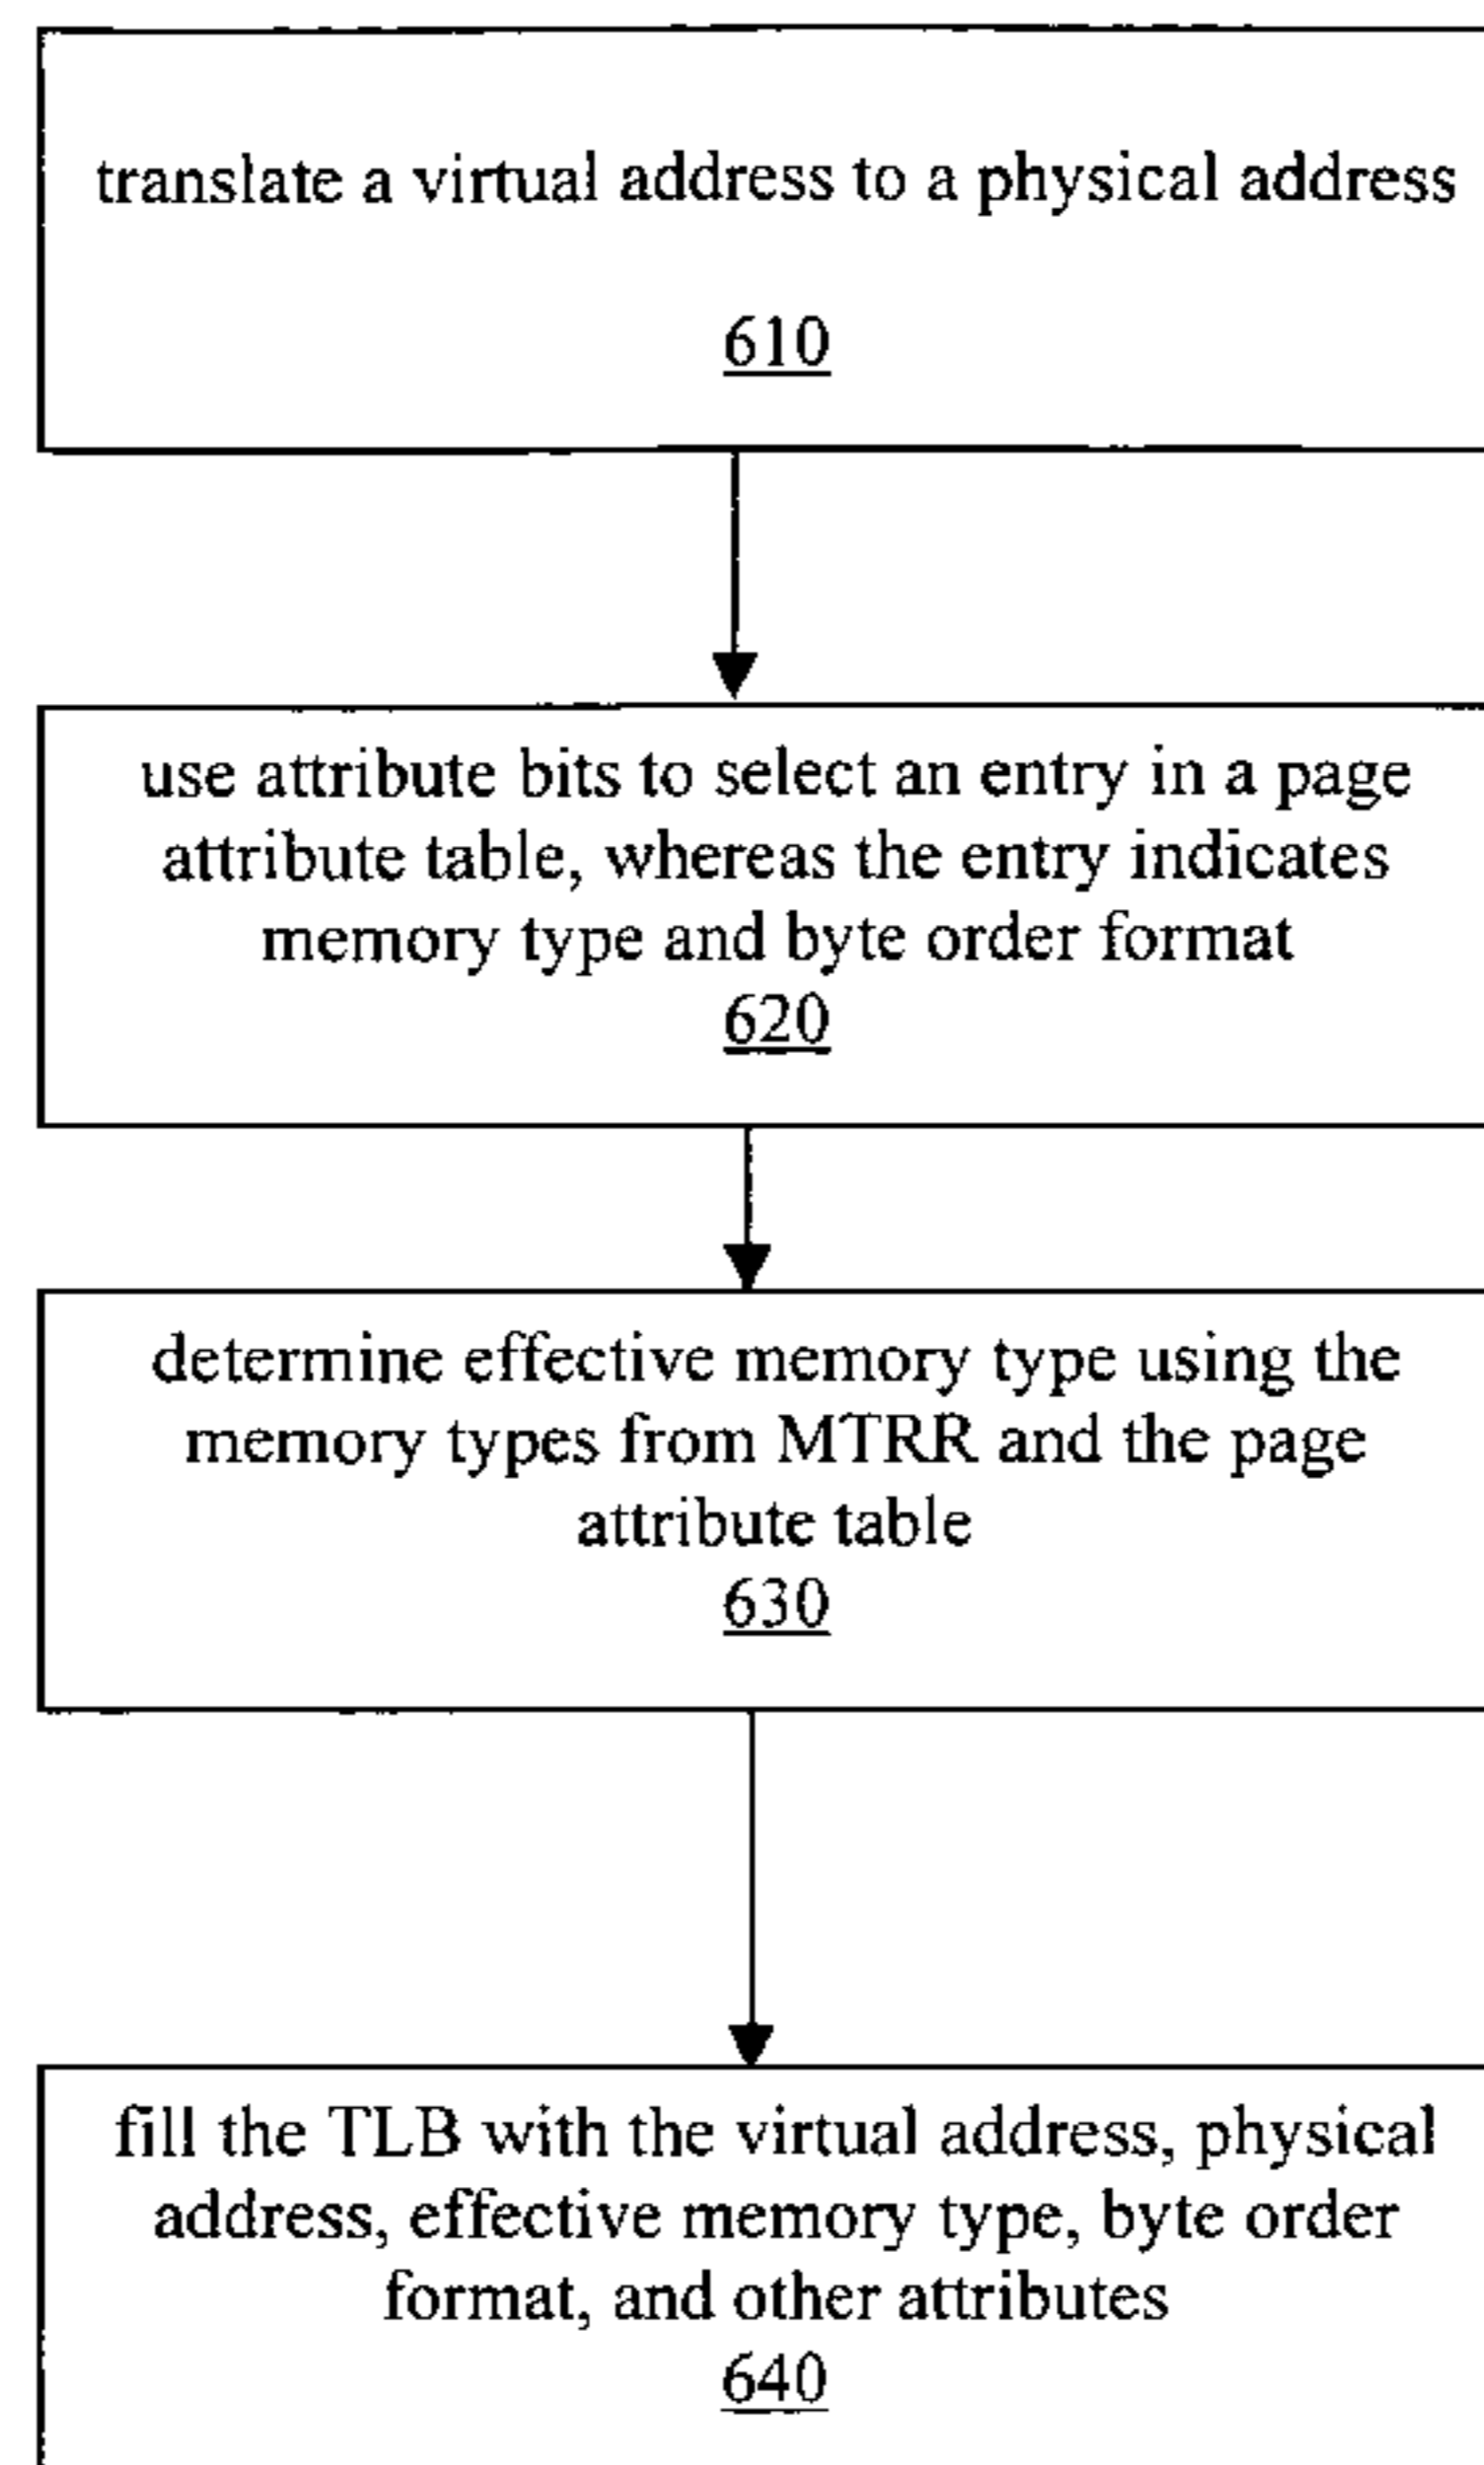 translate a virtual address to a physical address
610
use attribute bits to select an entry in a page
attribute table, whereas the entry indicates
memory type and byte order format
620
determine effective memory type using the
memory types from MTRR and the page
attribute table
630
fill the TLB with the virtual address, physical
address, effective memory type, byte order
format, and other attributes
640